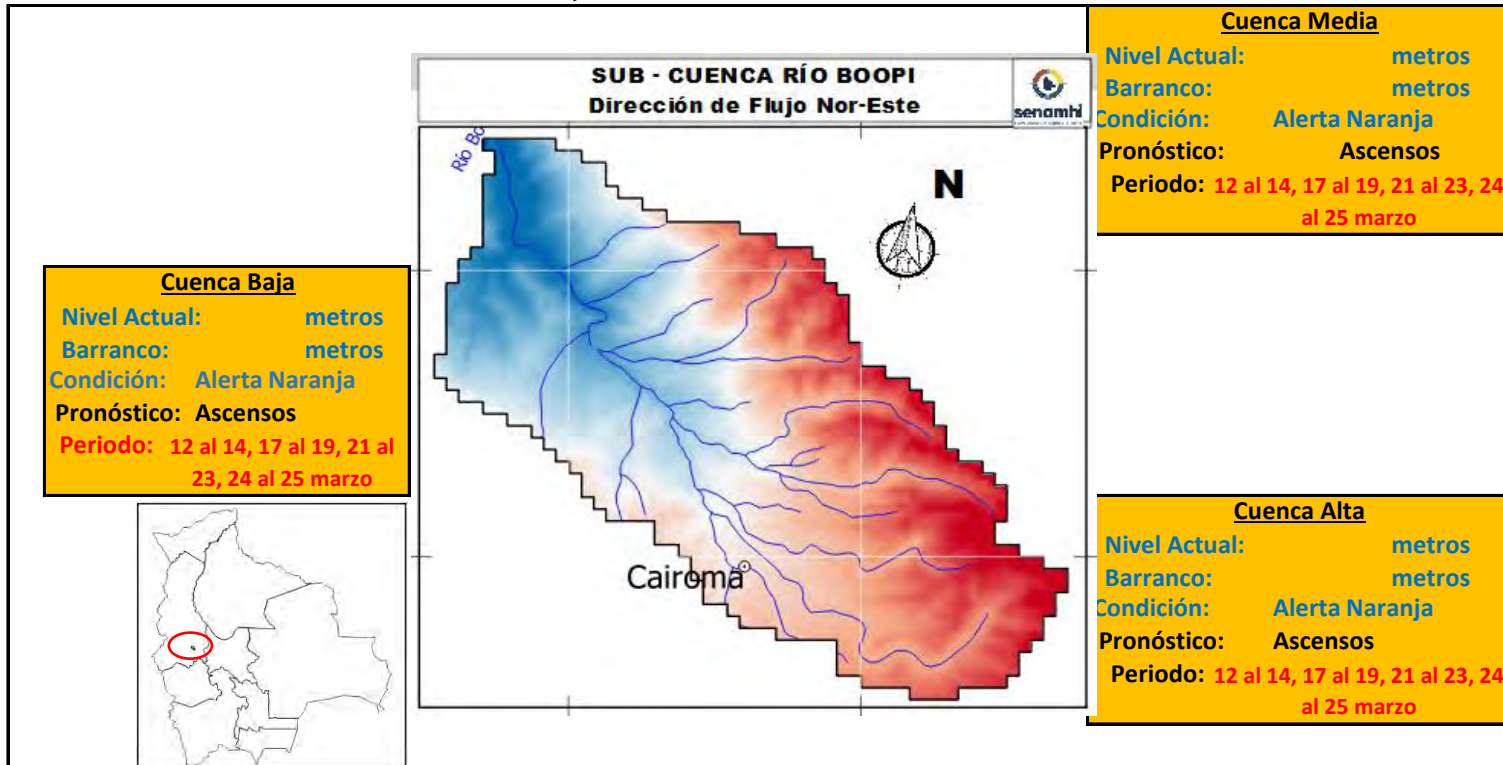 SUB - CUENCA RÍO BOOPI
Dirección de Flujo Nor-Este
senamhi
Río Bo
N
Cairoma
Cuenca Media
Nivel Actual: metros
Barranco: metros
Condición: Alerta Naranja
Pronóstico: Ascensos
Periodo: 12 al 14, 17 al 19, 21 al 23, 24
al 25 marzo
Cuenca Baja
Nivel Actual: metros
Barranco: metros
Condición: Alerta Naranja
Pronóstico: Ascensos
Periodo: 12 al 14, 17 al 19, 21 al
23, 24 al 25 marzo
Cuenca Alta
Nivel Actual: metros
Barranco: metros
Condición: Alerta Naranja
Pronóstico: Ascensos
Periodo: 12 al 14, 17 al 19, 21 al 23, 24
al 25 marzo